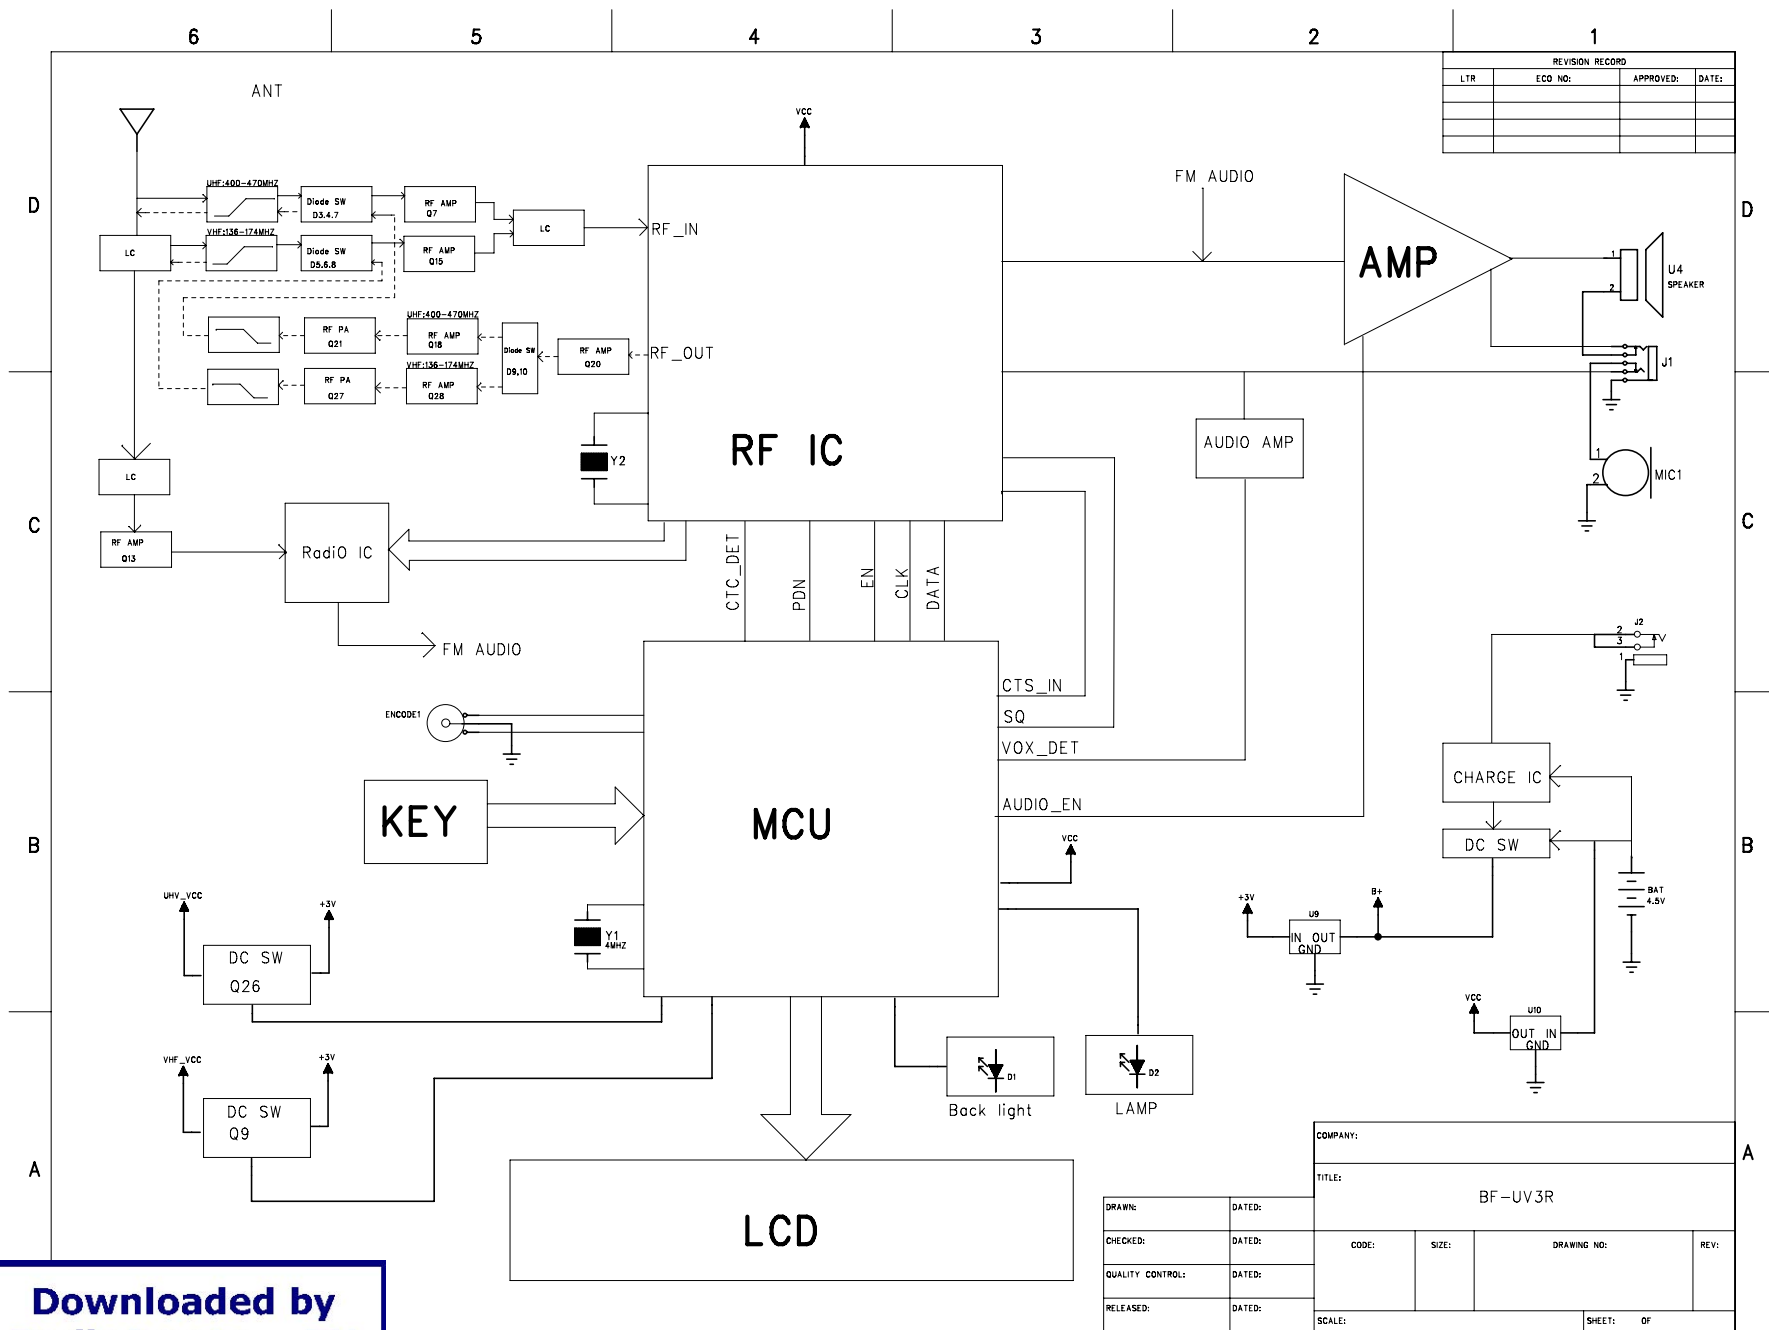 6 5 4 3 2 1
REVISION RECORD
LTR ECO NO: APPROVED: DATE:
ANT
VCC
FM AUDIO
D D
UHF:400-470MHZ
Diode SW
D3.4.7
RF AMP
Q7
LC
RF_IN
VHF:136-174MHZ
LC
Diode SW
D5.6.8
RF AMP
Q15
AMP
1
2
U4
SPEAKER
UHF:400-470MHZ
RF PA
Q21
RF AMP
Q18
Diode SW
D9,10
RF AMP
Q20
RF_OUT
VHF:136-174MHZ
RF PA
Q27
RF AMP
Q28
J1
RF IC
Y2
AUDIO AMP
1
2
MIC1
LC
C C
RF AMP
Q13
RadiO IC
CTC_DET
PDN
EN
CLK
DATA
FM AUDIO
J2
2
3
1
CTS_IN
SQ
VOX_DET
AUDIO_EN
ENCODE1
KEY
MCU
CHARGE IC
DC SW
B B
VCC
BAT
4.5V
UHV_VCC
+3V
DC SW
Q26
Y1
4MHZ
+3V
U9
IN OUT
GND
B+
VCC
U10
OUT IN
GND
VHF_VCC
+3V
DC SW
Q9
D1
Back light
D2
LAMP
A A
LCD
COMPANY:
TITLE:
BF-UV3R
DRAWN: DATED:
CHECKED: DATED:
QUALITY CONTROL: DATED:
RELEASED: DATED:
CODE: SIZE: DRAWING NO: REV:
SCALE: SHEET: OF
Downloaded by